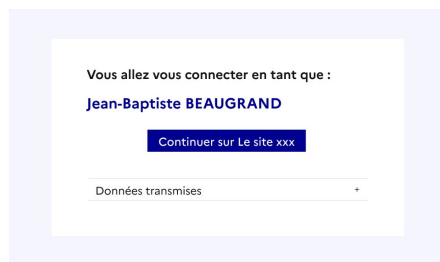 Vous allez vous connecter en tant que :
Jean-Baptiste BEAUGRAND
Continuer sur Le site xxx
Données transmises +